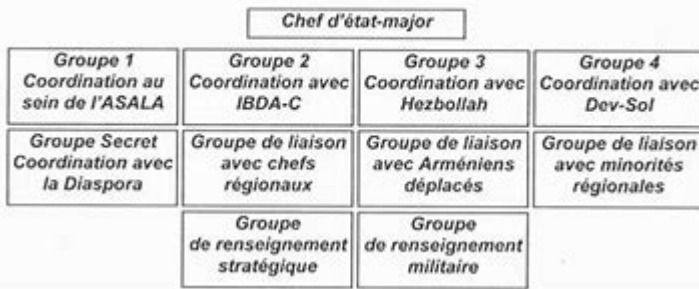 Chef d'état-major
Groupe 1
Coordination au
sein de l'ASALA
Groupe 2
Coordination avec
IBDA-C
Groupe 3
Coordination avec
Hezbollah
Groupe 4
Coordination avec
Dev-Sol
Groupe Secret
Coordination avec
la Diaspora
Groupe de liaison
avec chefs
régionaux
Groupe de liaison
avec Arméniens
déplacés
Groupe de liaison
avec minorités
régionales
Groupe
de renseignement
stratégique
Groupe
de renseignement
militaire